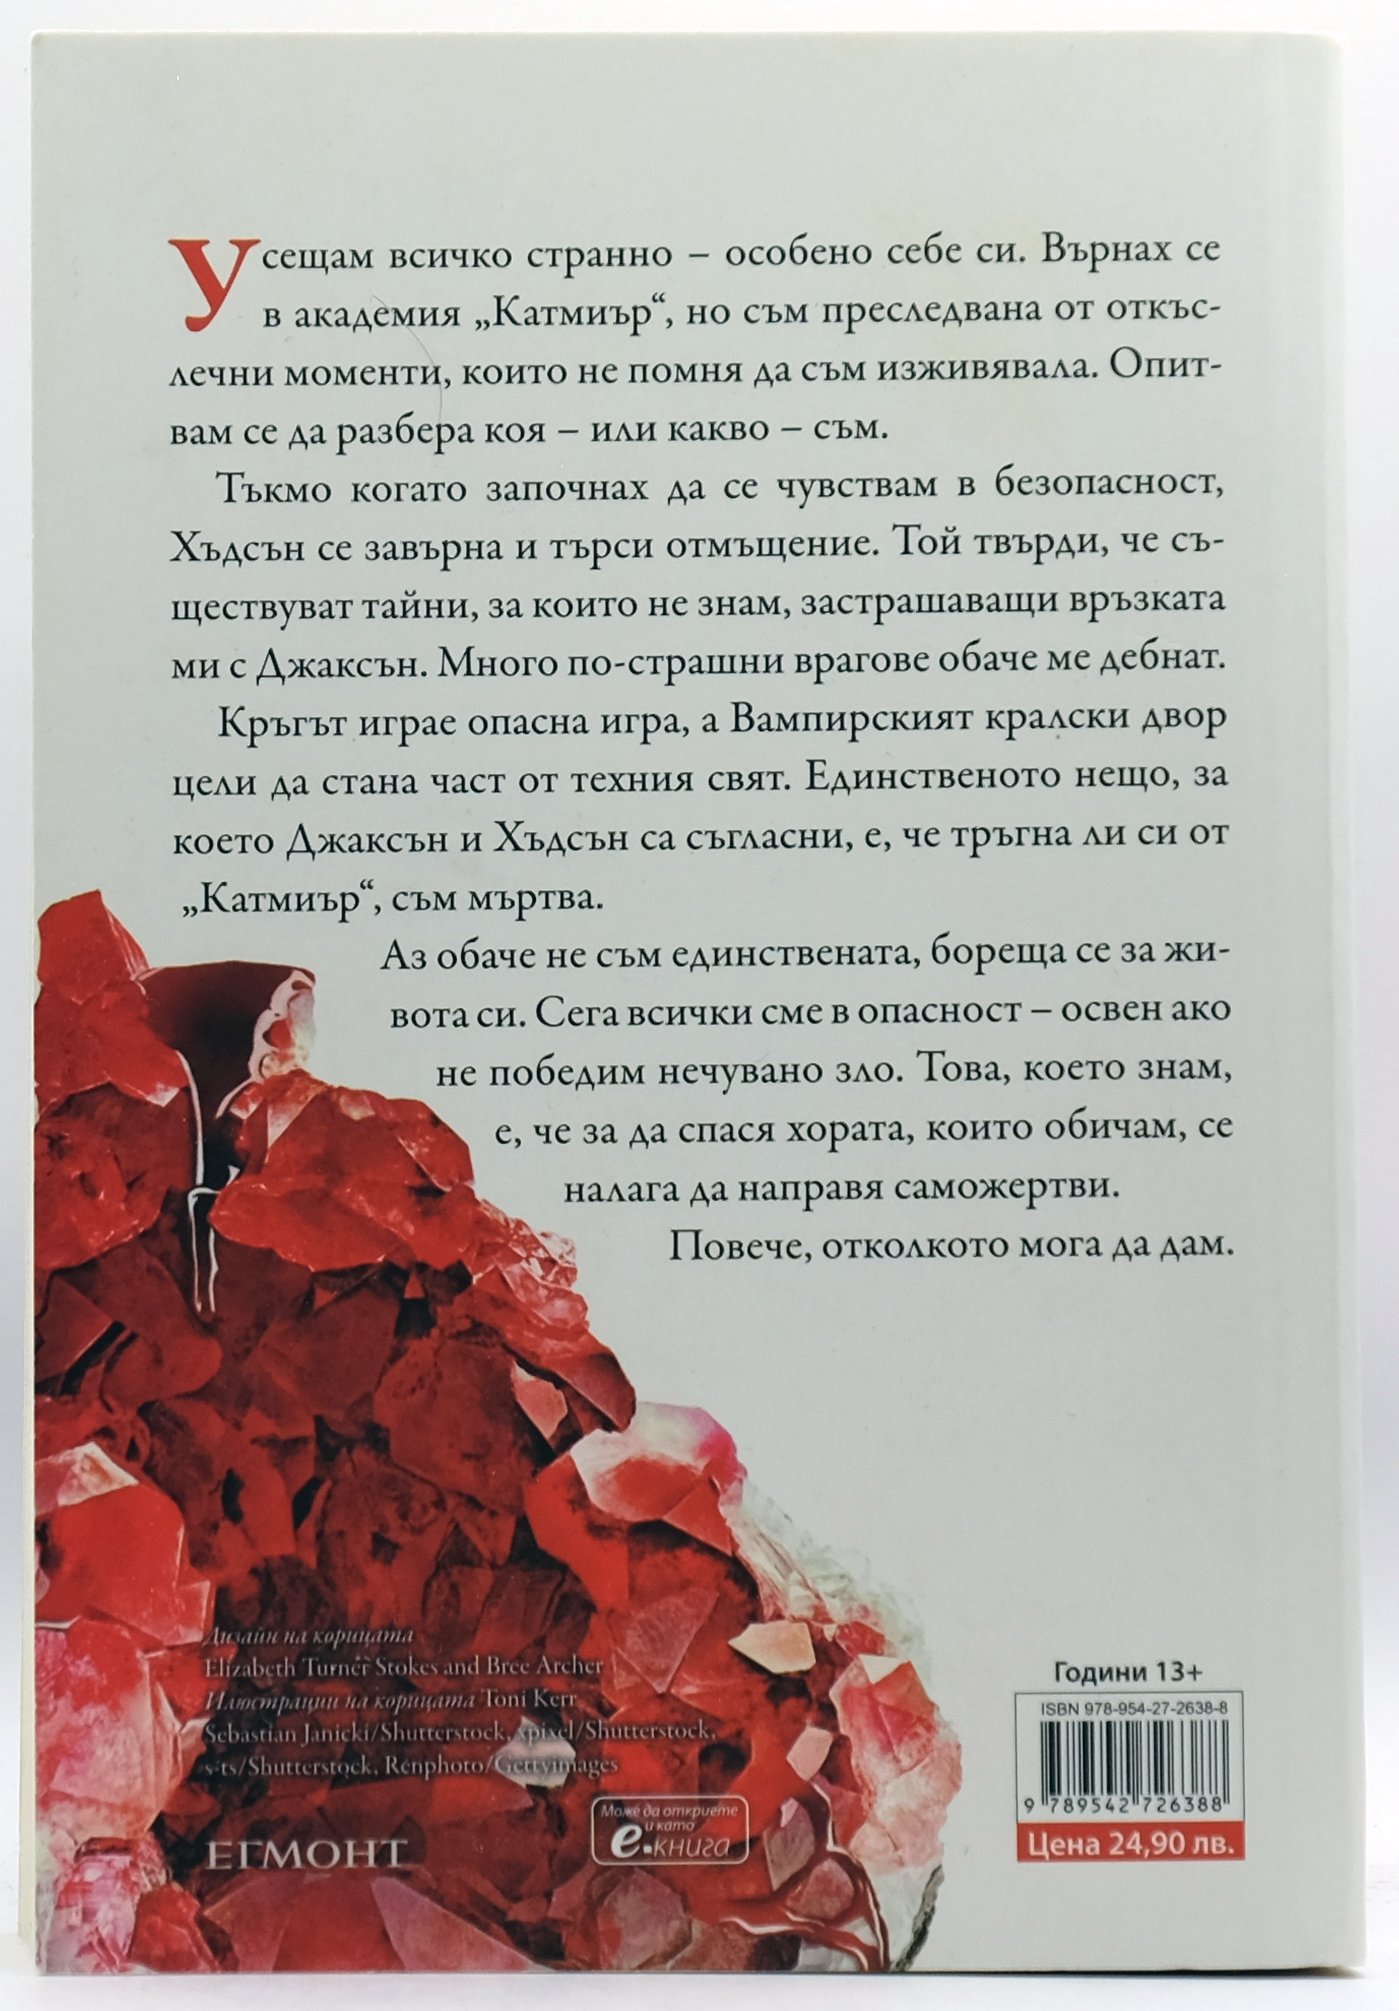 Усещам всичко странно – особено себе си. Върнах се
в академия „Катмиър“, но съм преследвана от откъс-
лечни моменти, които не помня да съм изживявала. Опит-
вам се да разбера коя – или какво – съм.
Тъкмо когато започнах да се чувствам в безопасност,
Хъдсън се завърна и търси отмъщение. Той твърди, че съ-
ществуват тайни, за които не знам, застрашаващи връзката
ми с Джаксън. Много по-страшни врагове обаче ме дебнат.
Кръгът играе опасна игра, а Вампирският кралски двор
цели да стана част от техния свят. Единственото нещо, за
което Джаксън и Хъдсън са съгласни, е, че тръгна ли си от
„Катмиър“, съм мъртва.
Аз обаче не съм единствената, бореща се за жи-
вота си. Сега всички сме в опасност – освен ако
не победим нечувано зло. Това, което знам,
е, че за да спася хората, които обичам, се
налага да направя саможертви.
Повече, отколкото мога да дам.
Дизайн на корицата
Elizabeth Turner Stokes and Bree Archer
Илюстрации на корицата Toni Kerr
Sebastian Janicki/Shutterstock, xpixel/Shutterstock,
s-ts/Shutterstock, Renphoto/Gettyimages
ЕГМОНТ
Може да откриете
и като
е.книга
Години 13+
ISBN 978-954-27-2638-8
9 789542 726388
Цена 24,90 лв.